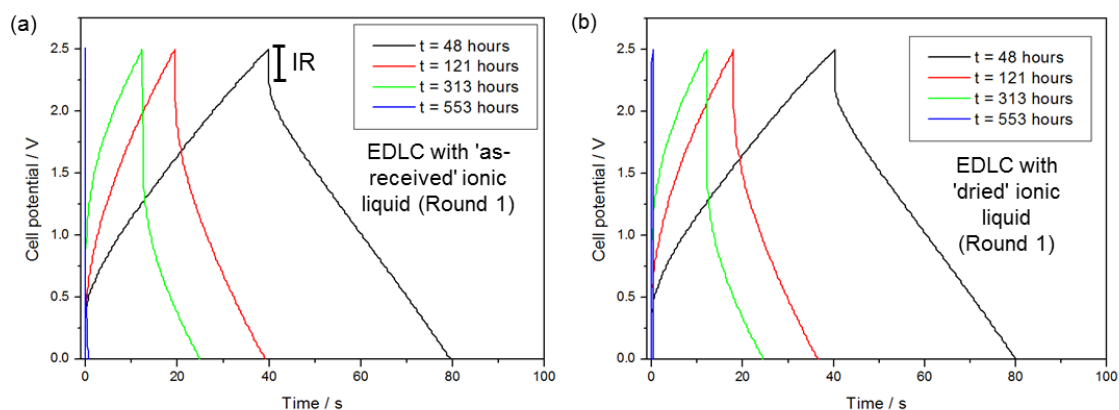 (a)
IR
t = 48 hours
t = 121 hours
t = 313 hours
t = 553 hours
EDLC with 'as-
received' ionic
liquid (Round 1)
Cell potential / V
2.5
2.0
1.5
1.0
0.5
0.0
0 20 40 60 80 100
Time / s
(b)
t = 48 hours
t = 121 hours
t = 313 hours
t = 553 hours
EDLC with
'dried' ionic
liquid
(Round 1)
Cell potential / V
2.5
2.0
1.5
1.0
0.5
0.0
0 20 40 60 80 100
Time / s